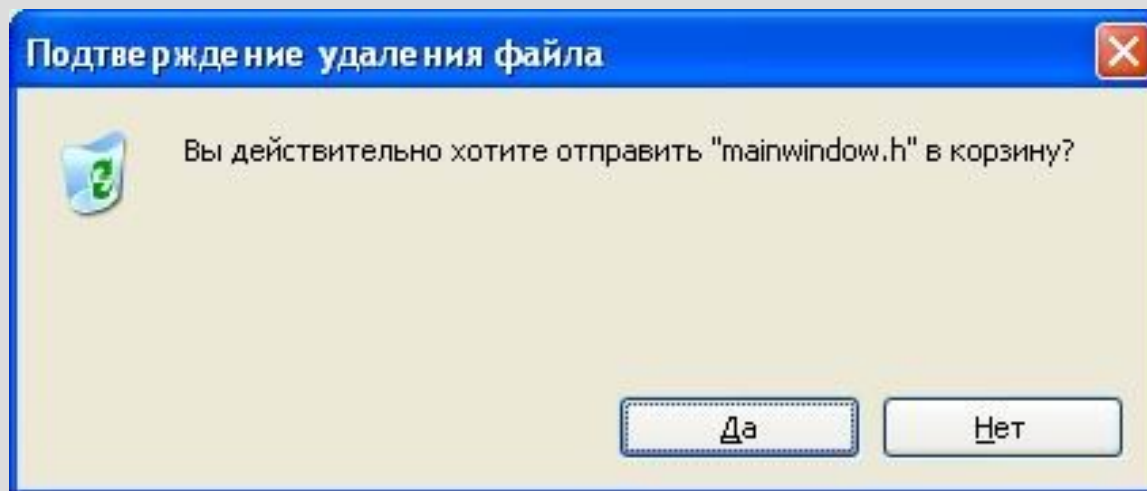 Подтверждение удаления файла
Вы действительно хотите отправить "mainwindow.h" в корзину?
Да
Нет